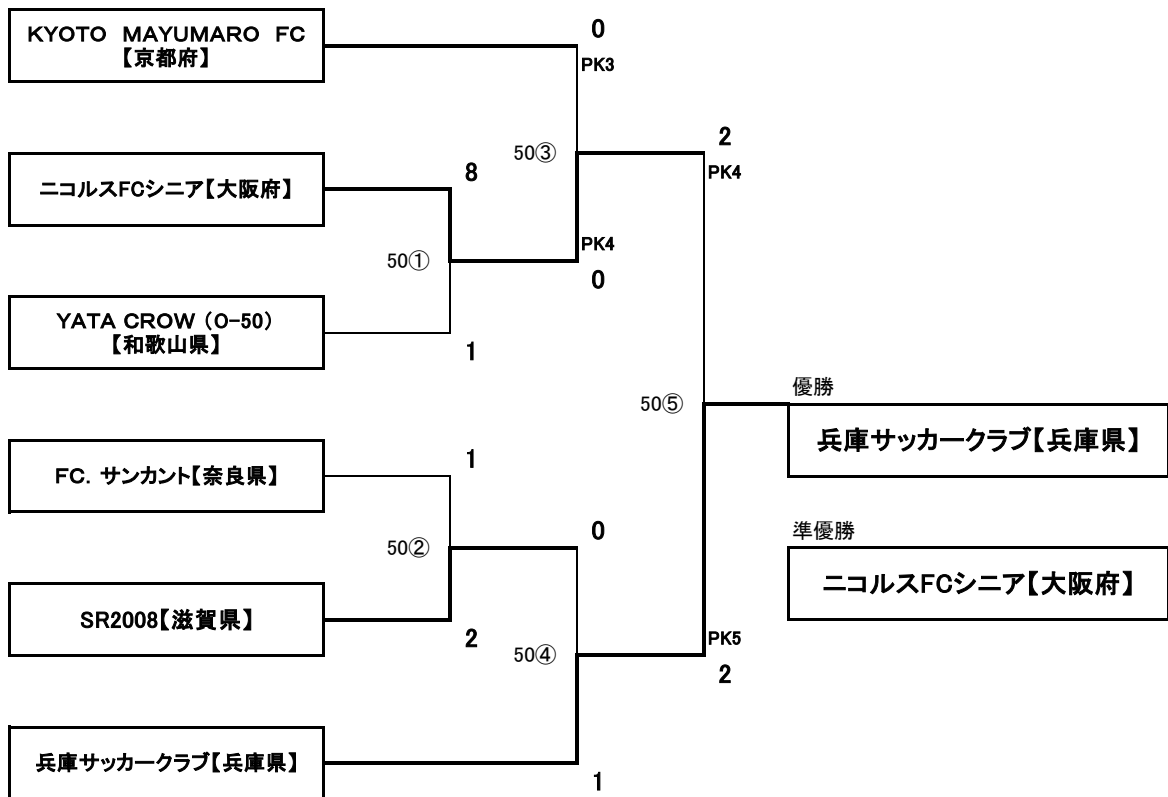 KYOTO MAYUMARO FC
【京都府】
0
PK3
50③
2
PK4
ニコルスFCシニア【大阪府】
8
50①
PK4
0
YATA CROW (O-50)
【和歌山県】
1
優勝
50⑤
兵庫サッカークラブ【兵庫県】
FC. サンカント【奈良県】
1
50②
0
準優勝
ニコルスFCシニア【大阪府】
SR2008【滋賀県】
2
50④
PK5
2
兵庫サッカークラブ【兵庫県】
1